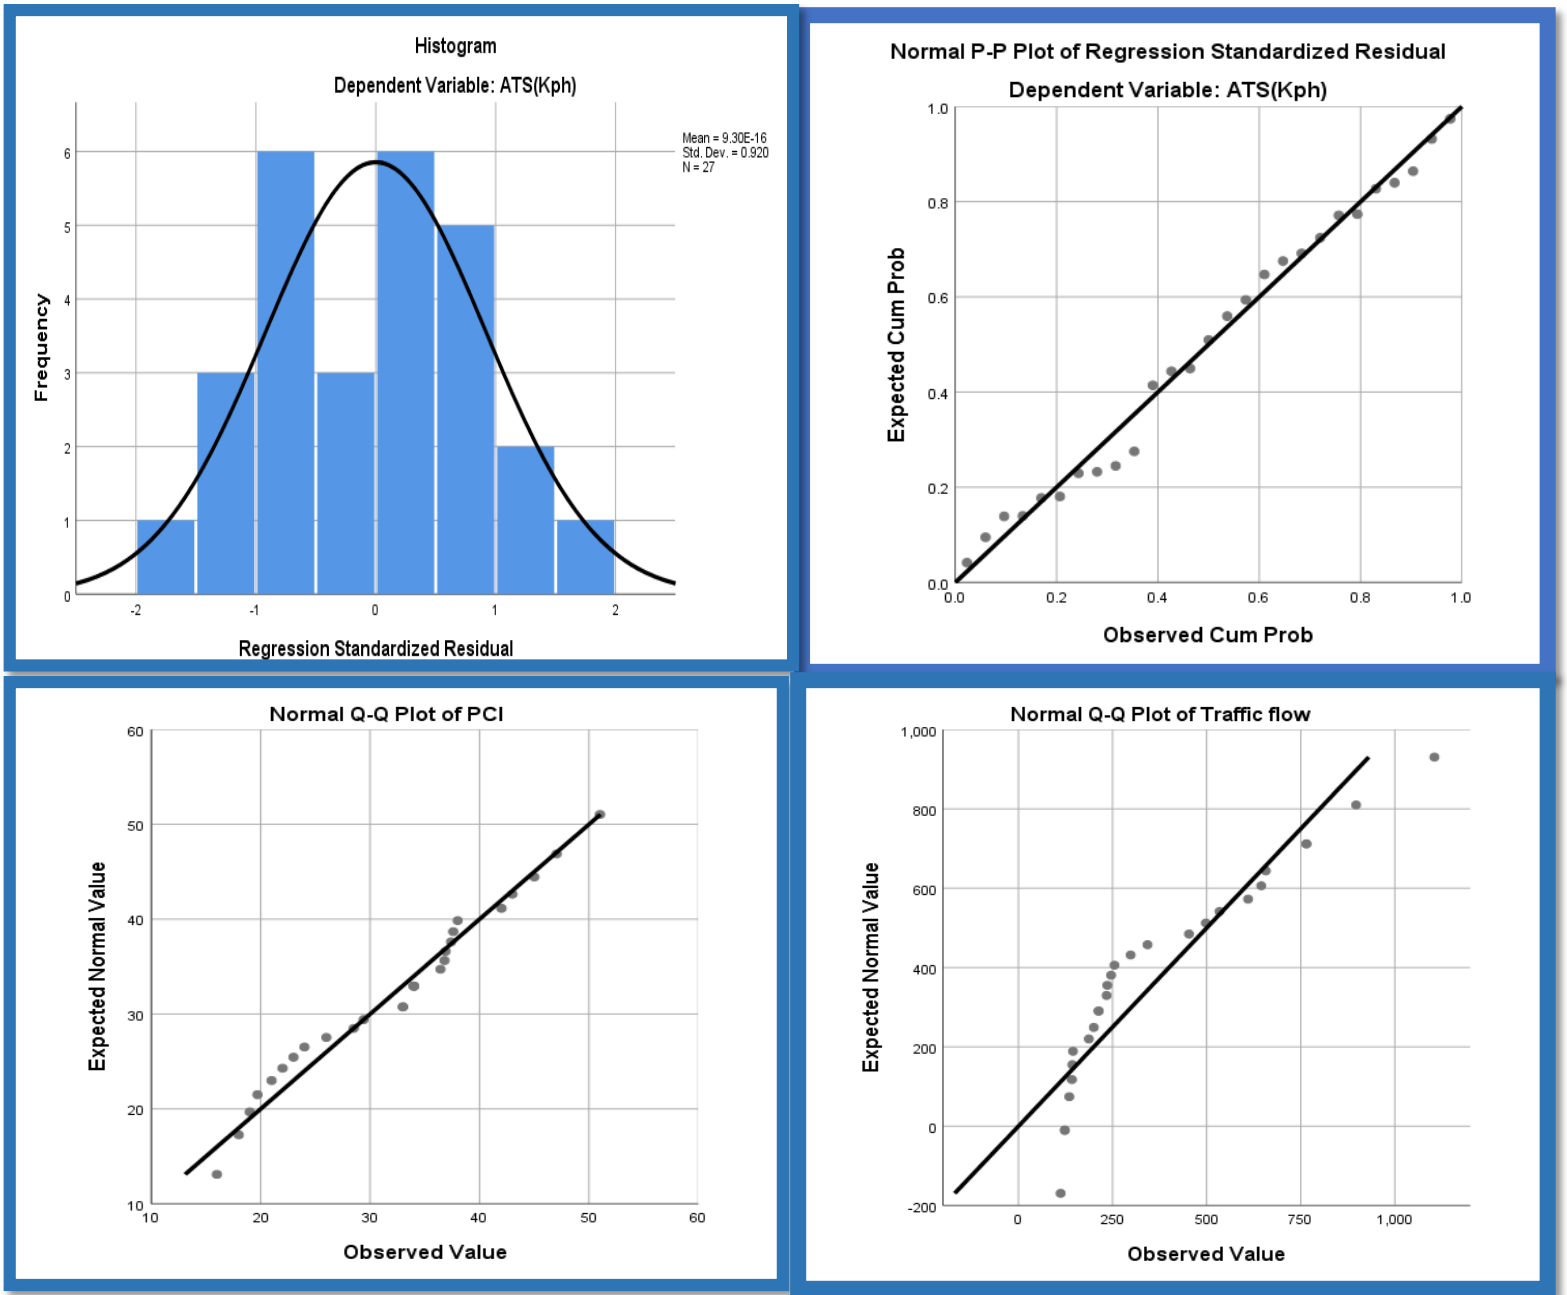 Histogram
Dependent Variable: ATS(Kph)
Mean = 9.30E-16
Std. Dev. = 0.920
N = 27
6
5
4
3
2
1
0
Frequency
-2 -1 0 1 2
Regression Standardized Residual
Normal P-P Plot of Regression Standardized Residual
Dependent Variable: ATS(Kph)
1.0
0.8
0.6
0.4
0.2
0.0
Expected Cum Prob
0.0 0.2 0.4 0.6 0.8 1.0
Observed Cum Prob
Normal Q-Q Plot of PCI
60
50
40
30
20
10
Expected Normal Value
10 20 30 40 50 60
Observed Value
Normal Q-Q Plot of Traffic flow
1,000
800
600
400
200
0
-200
Expected Normal Value
0 250 500 750 1,000
Observed Value